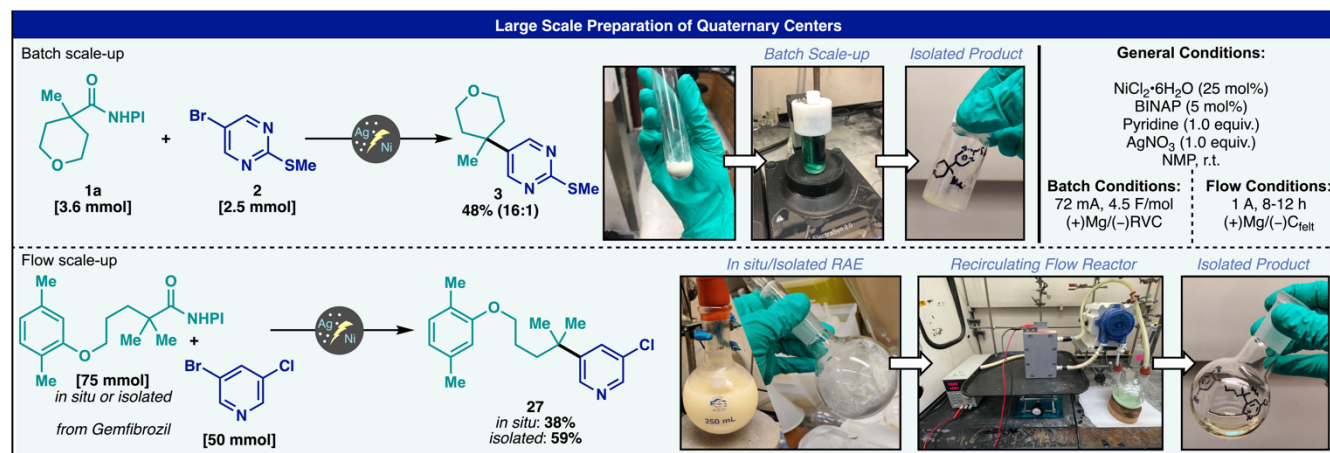 Large Scale Preparation of Quaternary Centers
Batch scale-up
Me
O
NHPI
O
1a
[3.6 mmol]
+
Br
N
N
SMe
2
[2.5 mmol]
Ag
Ni
O
Me
N
N
SMe
3
48% (16:1)
Batch Scale-up
Isolated Product
General Conditions:
NiCl2•6H2O (25 mol%)
BINAP (5 mol%)
Pyridine (1.0 equiv.)
AgNO3 (1.0 equiv.)
NMP, r.t.
Batch Conditions:
72 mA, 4.5 F/mol
(+)Mg/(−)RVC
Flow Conditions:
1 A, 8-12 h
(+)Mg/(−)Cfelt
Flow scale-up
Me
O
NHPI
Me
Me
O
Me
[75 mmol]
in situ or isolated
from Gemfibrozil
+
Br
Cl
N
[50 mmol]
Ag
Ni
Me
O
Me
Me
Me
Cl
N
27
in situ: 38%
isolated: 59%
In situ/Isolated RAE
250 mL
Recirculating Flow Reactor
Isolated Product